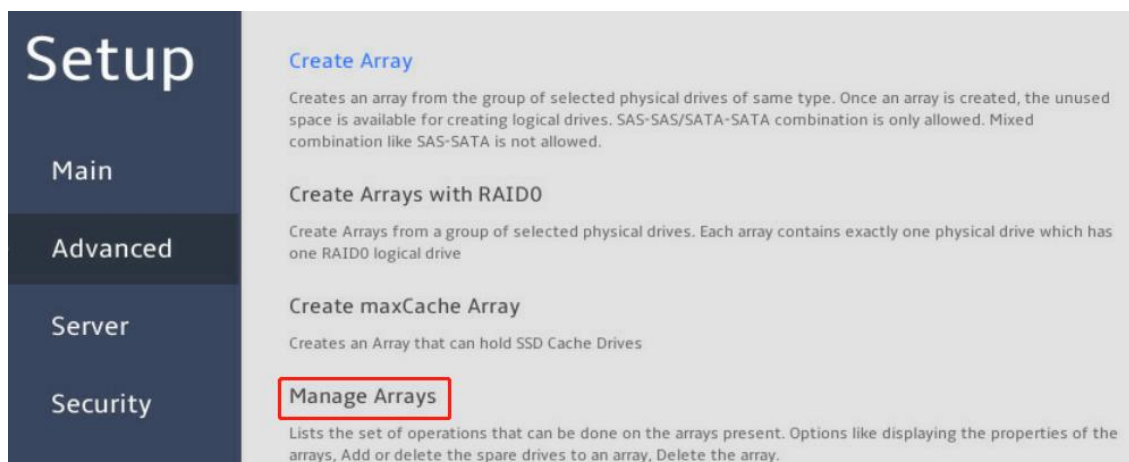 Setup
Main
Advanced
Server
Security
Create Array
Creates an array from the group of selected physical drives of same type. Once an array is created, the unused
space is available for creating logical drives. SAS-SAS/SATA-SATA combination is only allowed. Mixed
combination like SAS-SATA is not allowed.
Create Arrays with RAID0
Create Arrays from a group of selected physical drives. Each array contains exactly one physical drive which has
one RAID0 logical drive
Create maxCache Array
Creates an Array that can hold SSD Cache Drives
Manage Arrays
Lists the set of operations that can be done on the arrays present. Options like displaying the properties of the
arrays, Add or delete the spare drives to an array, Delete the array.